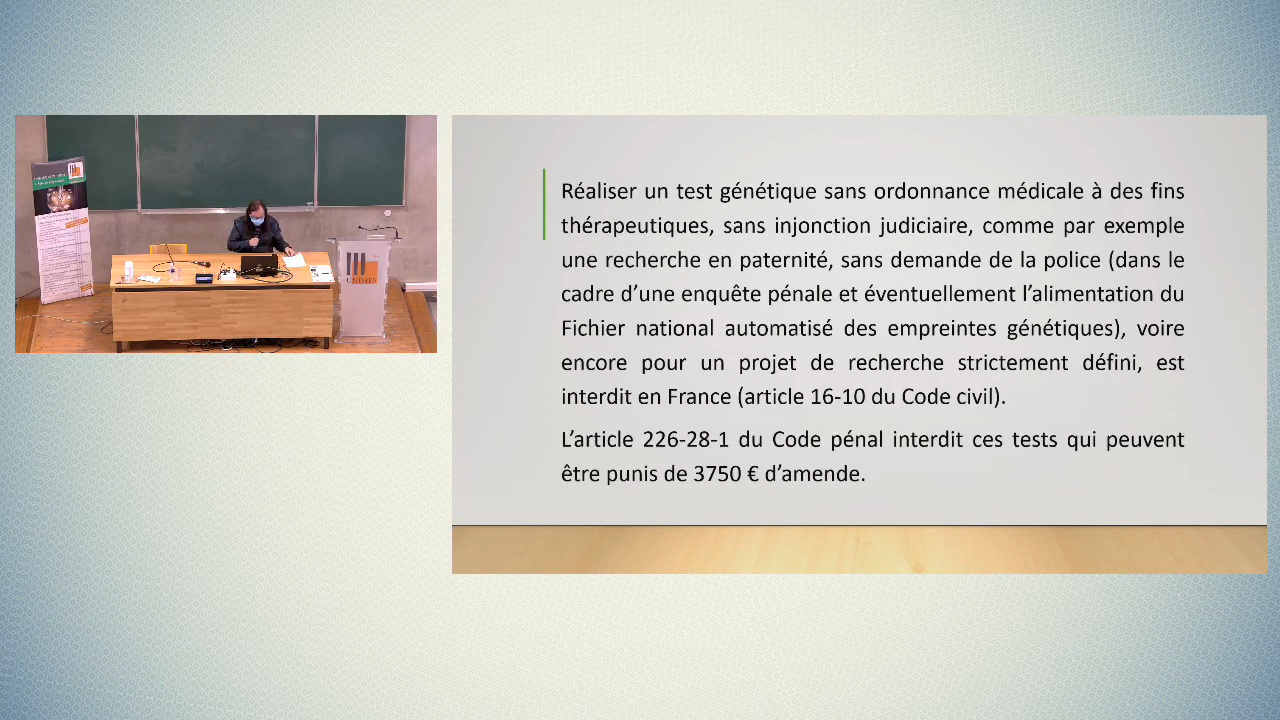 Réaliser un test génétique sans ordonnance médicale à des fins
thérapeutiques, sans injonction judiciaire, comme par exemple
une recherche en paternité, sans demande de la police (dans le
cadre d’une enquête pénale et éventuellement l’alimentation du
Fichier national automatisé des empreintes génétiques), voire
encore pour un projet de recherche strictement défini, est
interdit en France (article 16-10 du Code civil).
L’article 226-28-1 du Code pénal interdit ces tests qui peuvent
être punis de 3750 € d’amende.